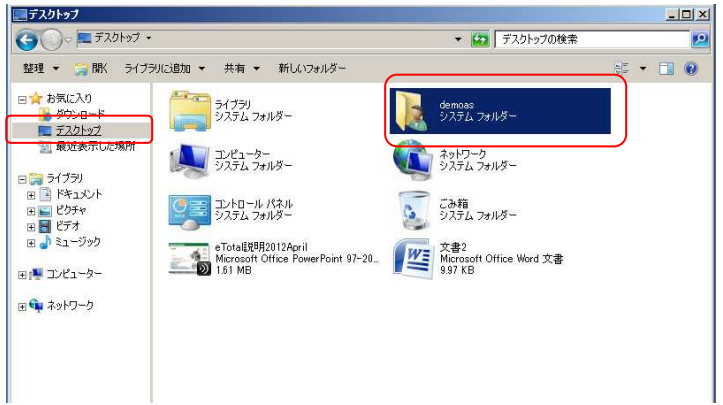 デスクトップ
デスクトップ
デスクトップの検索
整理
開く
ライブラリに追加
共有
新しいフォルダー
お気に入り
ダウンロード
デスクトップ
最近表示した場所
ライブラリ
ドキュメント
ピクチャ
ビデオ
ミュージック
コンピューター
ネットワーク
ライブラリ
システム フォルダー
demoas
システム フォルダー
コンピューター
システム フォルダー
ネットワーク
システム フォルダー
コントロール パネル
システム フォルダー
ごみ箱
システム フォルダー
eTotal説明2012April
Microsoft Office PowerPoint 97-20...
1.61 MB
文書2
Microsoft Office Word 文書
9.97 KB